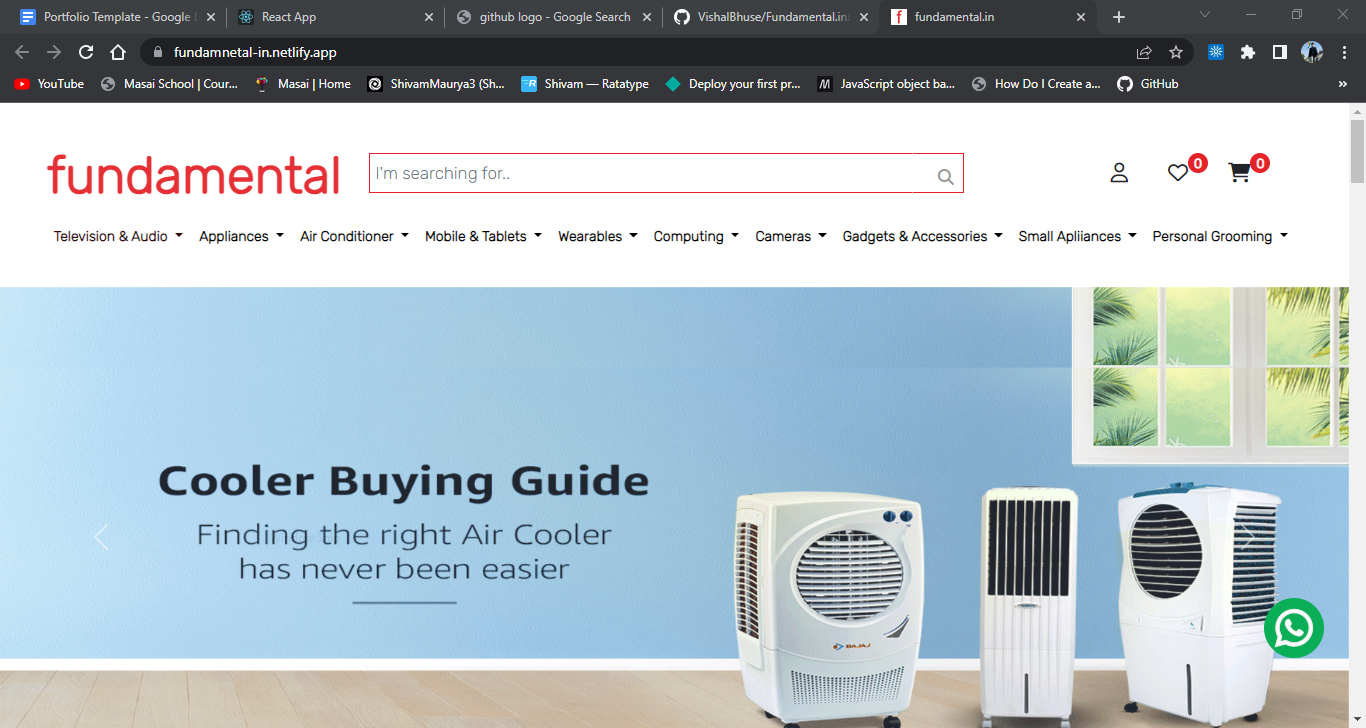 Portfolio Template - Google
React App
github logo - Google Search
VishalBhuse/Fundamental.in:
fundamental.in
fundamnetal-in.netlify.app
YouTube
Masai School | Cour...
Masai | Home
ShivamMaurya3 (Sh...
Shivam — Ratatype
Deploy your first pr...
JavaScript object ba...
How Do I Create a...
GitHub
»
fundamental
I'm searching for..
0
0
Television & Audio
Appliances
Air Conditioner
Mobile & Tablets
Wearables
Computing
Cameras
Gadgets & Accessories
Small Apliiances
Personal Grooming
Cooler Buying Guide
Finding the right Air Cooler
has never been easier
BAJAJ